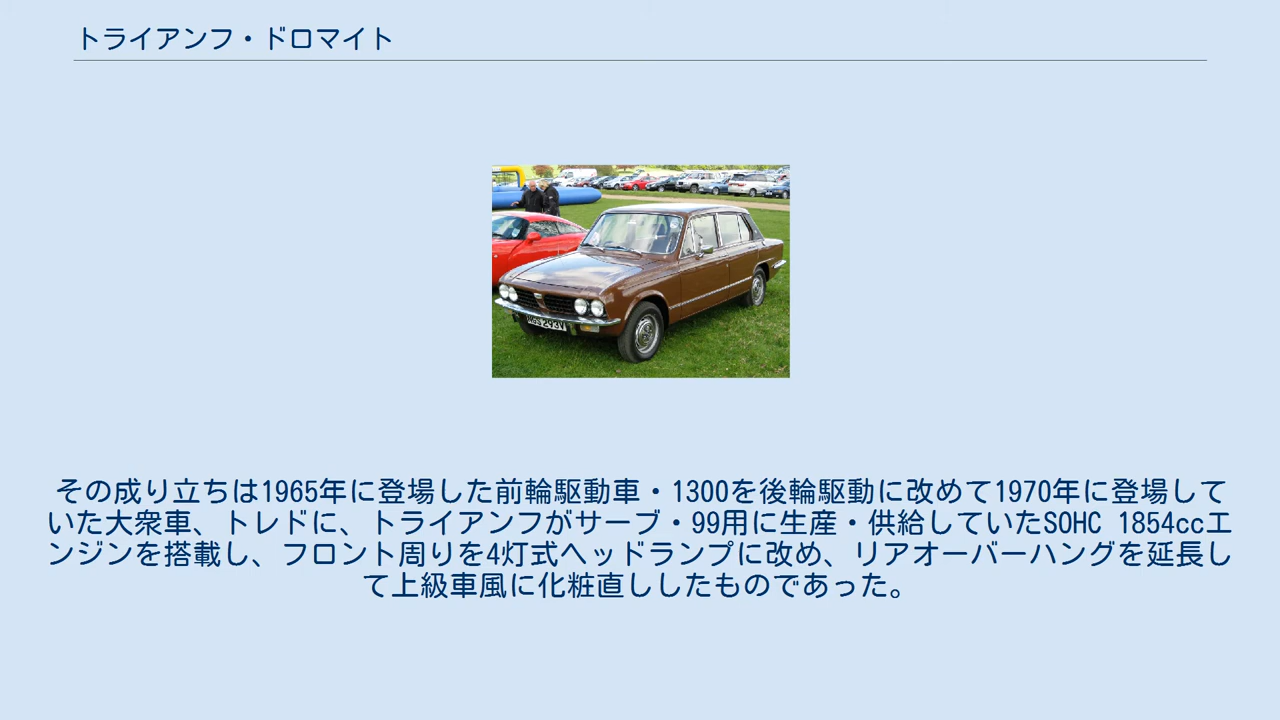 トライアンフ・ドロマイト
その成り立ちは1965年に登場した前輪駆動車・1300を後輪駆動に改めて1970年に登場して
いた大衆車、トレドに、トライアンフがサーブ・99用に生産・供給していたSOHC 1854ccエ
ンジンを搭載し、フロント周りを4灯式ヘッドランプに改め、リアオーバーハングを延長し
て上級車風に化粧直ししたものであった。